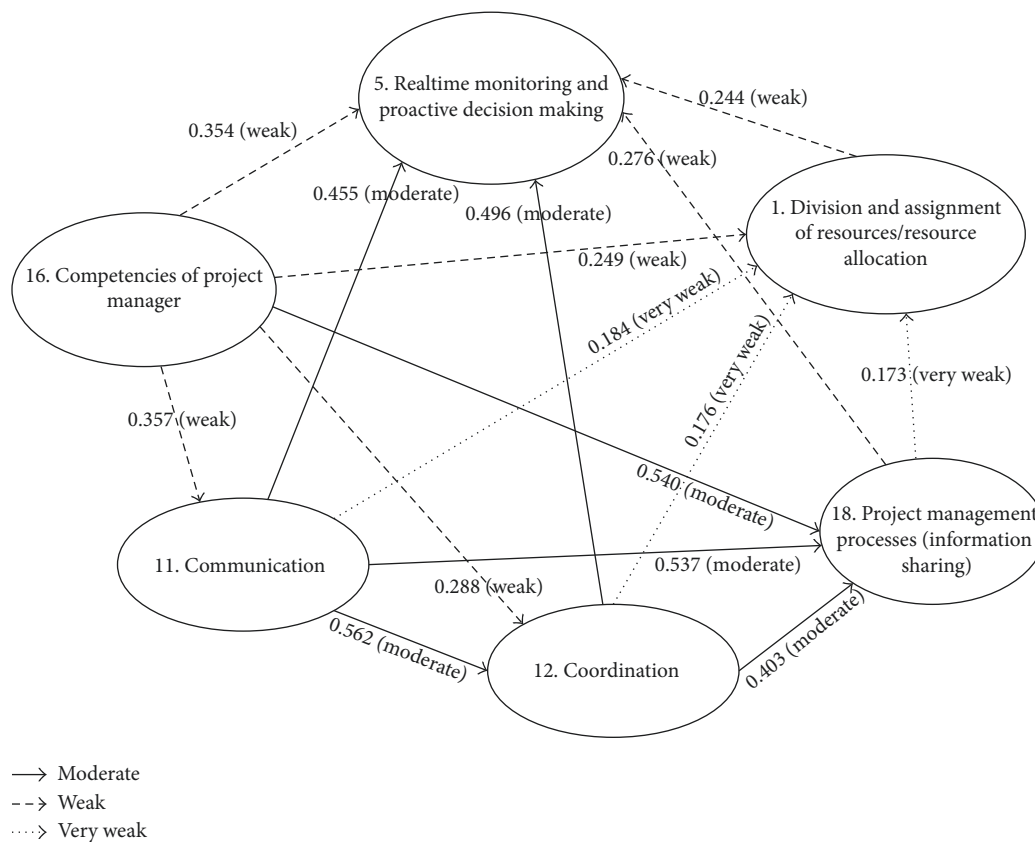 5. Realtime monitoring and
proactive decision making
0.244 (weak)
0.354 (weak)
0.276 (weak)
0.455 (moderate)
0.496 (moderate)
1. Division and assignment
of resources/resource
allocation
16. Competencies of project
manager
0.249 (weak)
0.184 (very weak)
0.176 (very weak)
0.173 (very weak)
0.357 (weak)
0.540 (moderate)
18. Project management
processes (information
sharing)
11. Communication
0.537 (moderate)
0.288 (weak)
0.562 (moderate)
0.403 (moderate)
12. Coordination
Moderate
Weak
Very weak